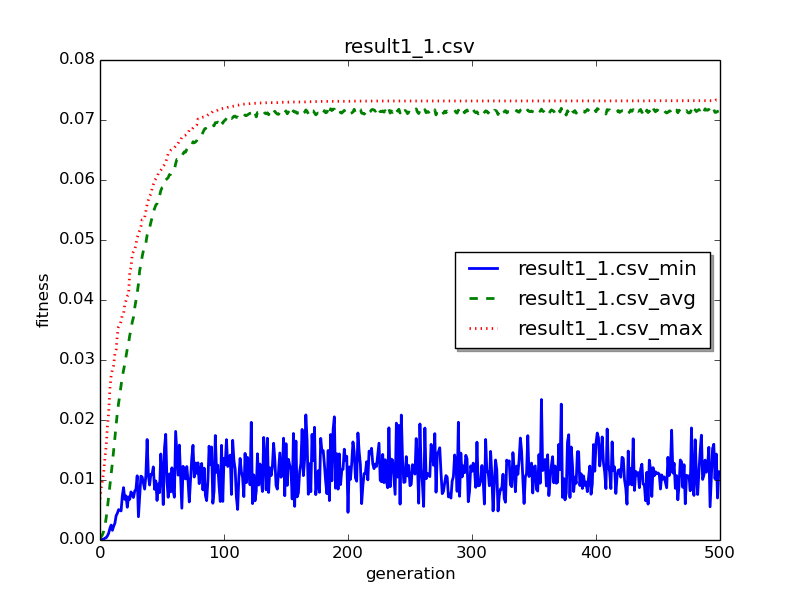 result1_1.csv
0.08
0.07
0.06
0.05
0.04
0.03
0.02
0.01
0.00
fitness
result1_1.csv_min
result1_1.csv_avg
result1_1.csv_max
0 100 200 300 400 500
generation